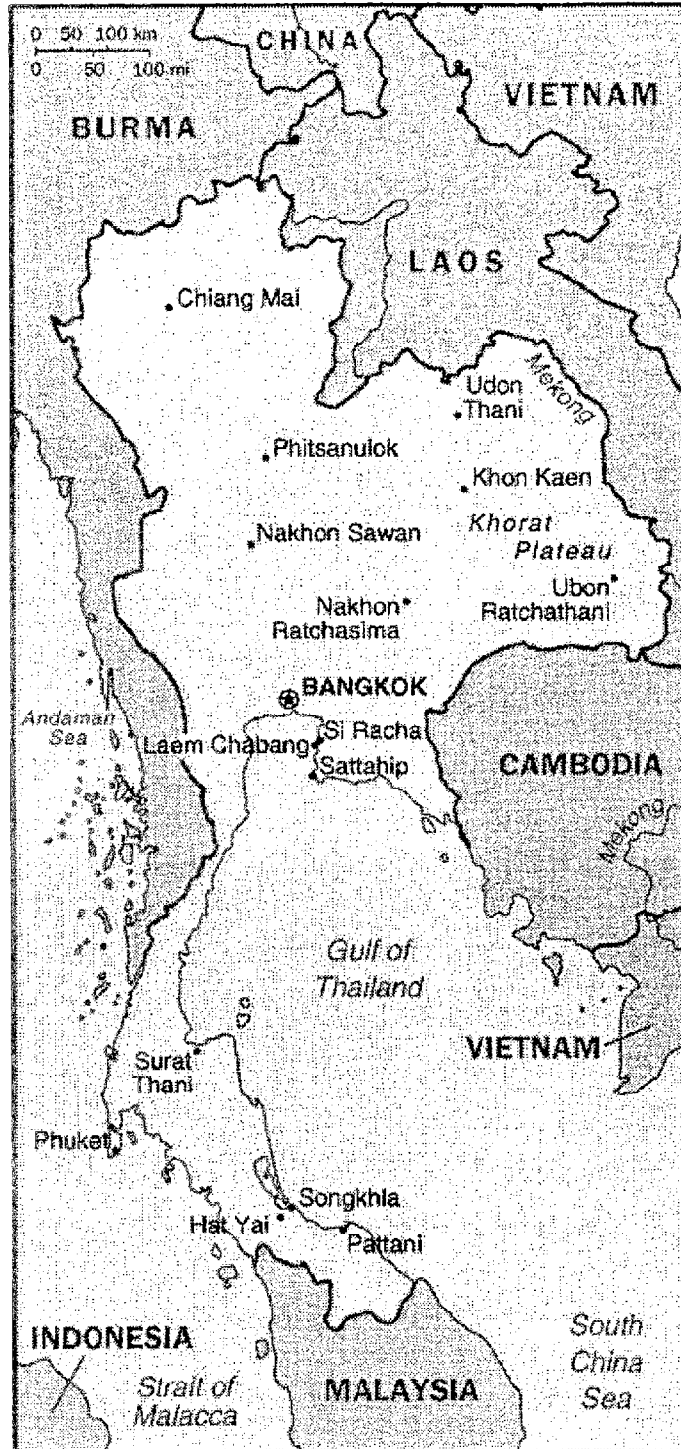 0 50 100 km
0 50 100 mi
CHINA
VIETNAM
BURMA
LAOS
Chiang Mai
Mekong
Udon
Thani
Phitsanulok
Khon Kaen
Nakhon Sawan
Khorat
Plateau
Ubon
Ratchathani
Nakhon
Ratchasima
BANGKOK
Andaman
Sea
Si Racha
Laem Chabang
Sattahip
CAMBODIA
Mekong
Gulf of
Thailand
VIETNAM
Surat
Thani
Phuket
Songkhla
Hat Yai
Pattani
INDONESIA
South
China
Sea
Strait of
Malacca
MALAYSIA